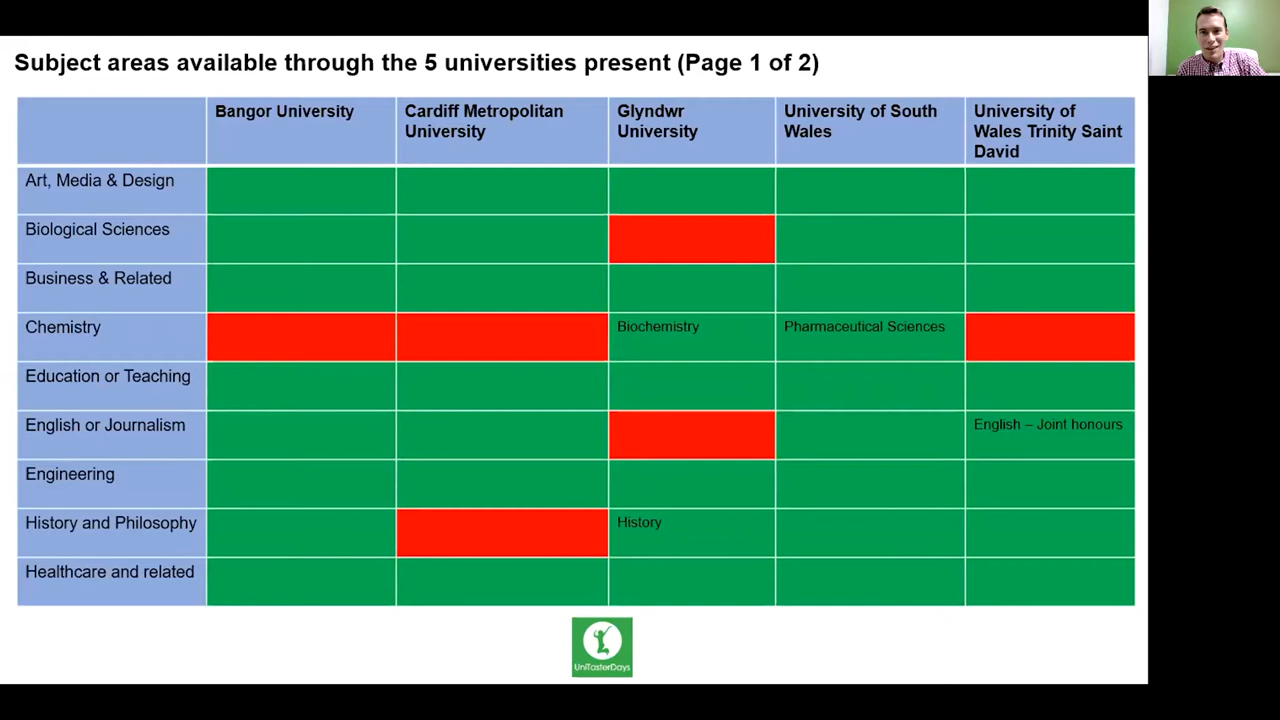 Subject areas available through the 5 universities present (Page 1 of 2)
Bangor University
Cardiff Metropolitan
University
Glyndwr
University
University of South
Wales
University of
Wales Trinity Saint
David
Art, Media & Design
Biological Sciences
Business & Related
Chemistry
Biochemistry
Pharmaceutical Sciences
Education or Teaching
English or Journalism
English – Joint honours
Engineering
History and Philosophy
History
Healthcare and related
UniTasterDays